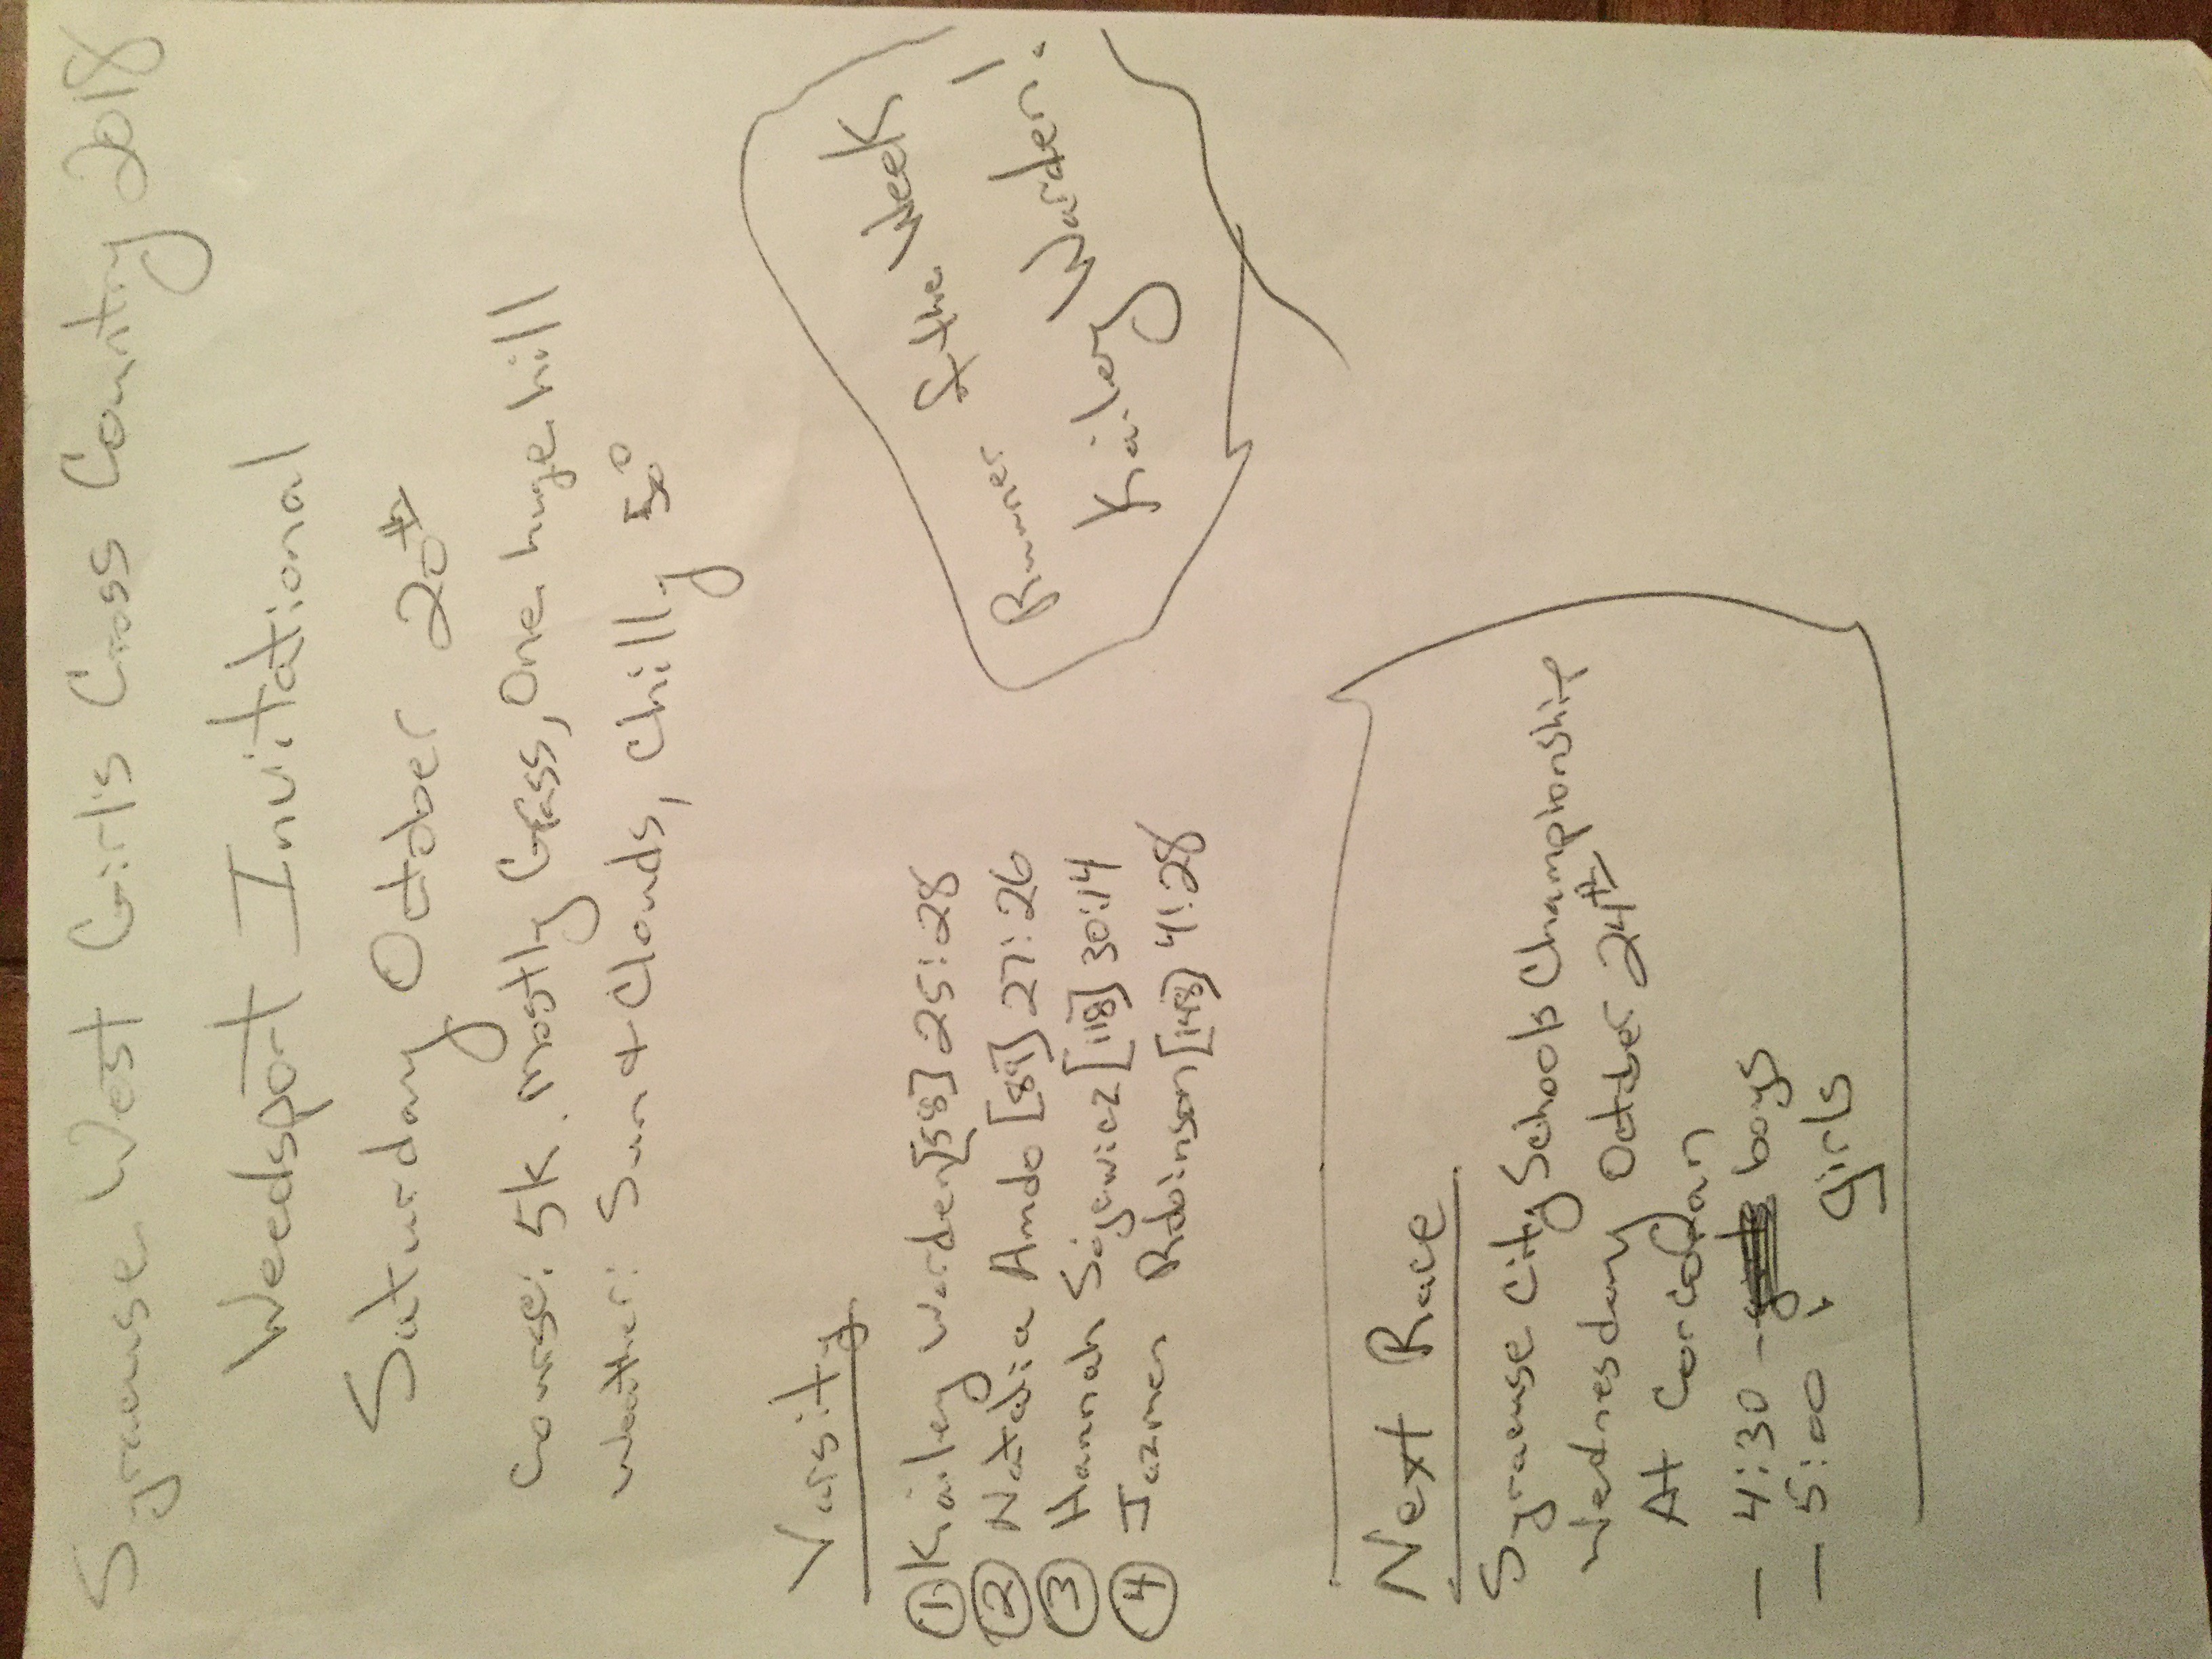 Syracuse West Girl's Cross Country 2018
Weedsport Invitational
Saturday October 20th
Course: 5k. Mostly Grass, One huge hill
Weather: Sun + Clouds, Chilly 50°
Varsity
① Kailey Warden [58] 25:28
② Natalia Amdo [89] 27:26
③ Hannah Sojewicz [118] 30:14
④ Jazmen Robinson [148] 4!:28
Runner of the Week
Kailey Warden!
Next Race
Syracuse City Schools Championship
Wednesday October 24th
At Corcoran
- 4:30 - boys
- 5:00 girls